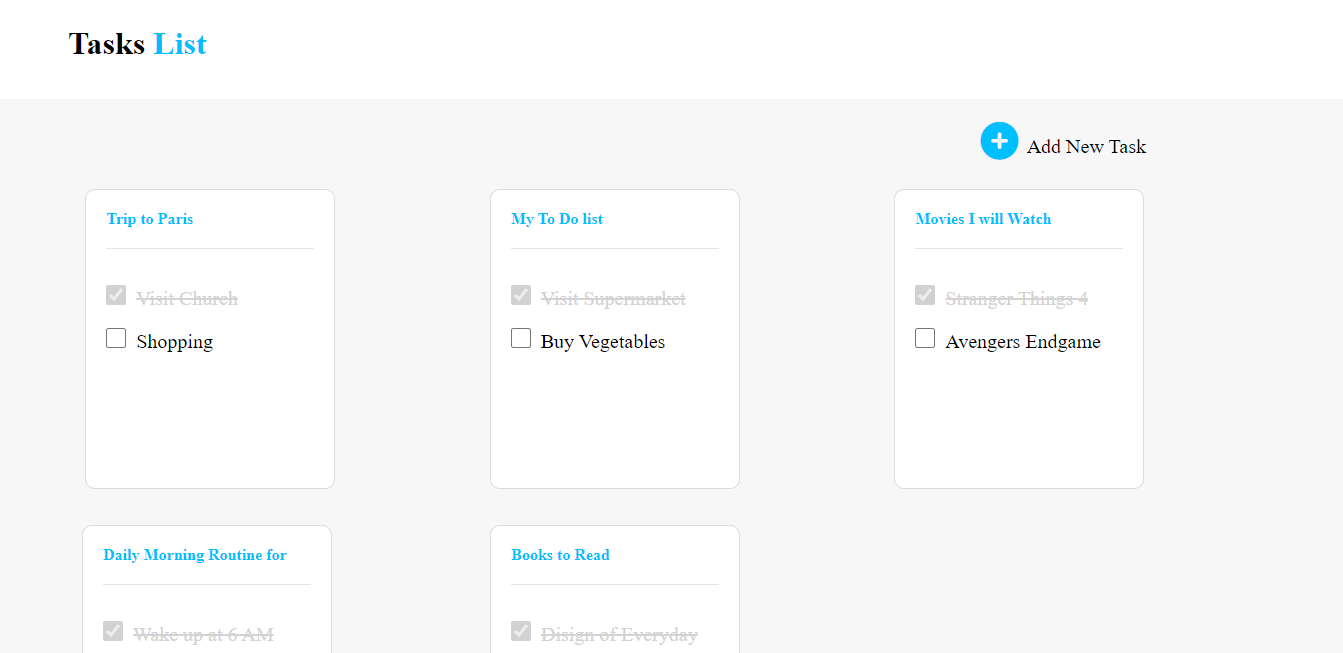 Tasks List
Add New Task
Trip to Paris
Visit Church
Shopping
My To Do list
Visit Supermarket
Buy Vegetables
Movies I will Watch
Stranger Things 4
Avengers Endgame
Daily Morning Routine for
Wake up at 6 AM
Books to Read
Disign of Everyday